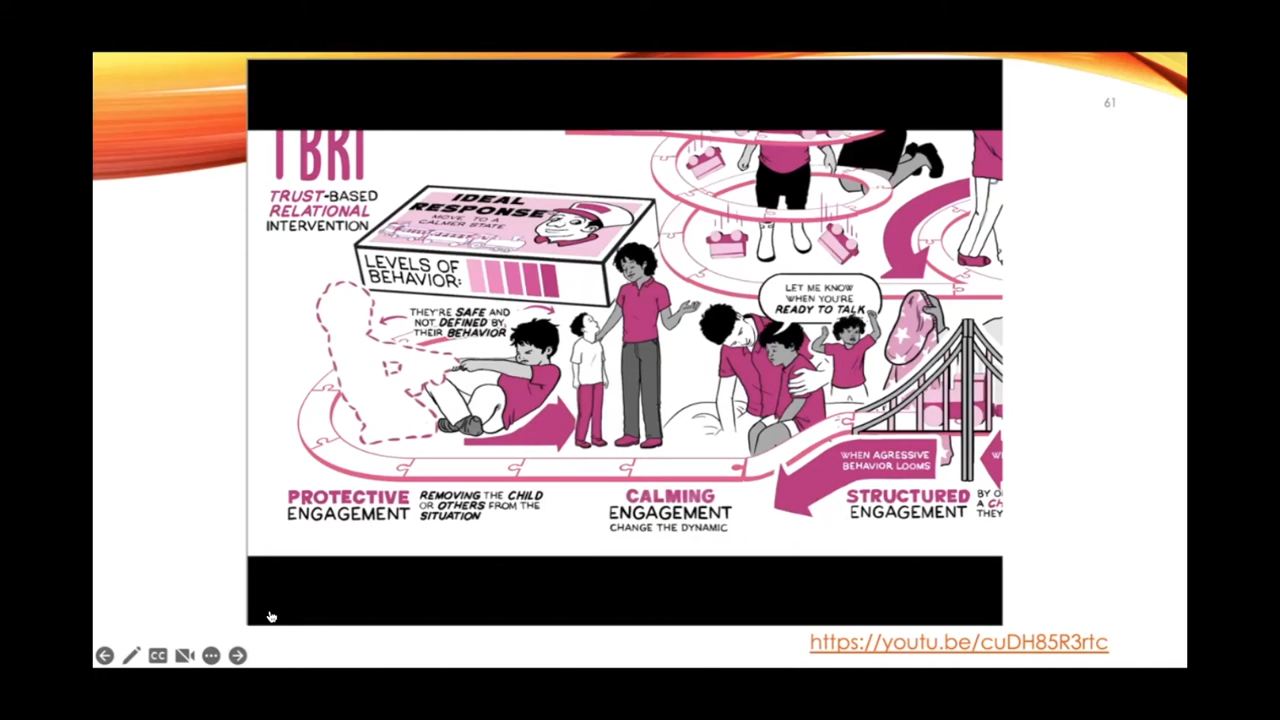 61
TBRI
TRUST-BASED
RELATIONAL
INTERVENTION
IDEAL
RESPONSE
MOVE TO A
CALMER STATE
LEVELS OF
BEHAVIOR:
THEY'RE SAFE AND
NOT DEFINED BY
THEIR BEHAVIOR
LET ME KNOW
WHEN YOU'RE
READY TO TALK
WHEN AGRESSIVE
BEHAVIOR LOOMS
PROTECTIVE
ENGAGEMENT
REMOVING THE CHILD
OR OTHERS FROM THE
SITUATION
CALMING
ENGAGEMENT
CHANGE THE DYNAMIC
STRUCTURED
ENGAGEMENT
BY
A
THEY
https://youtu.be/cuDH85R3rtc
CC